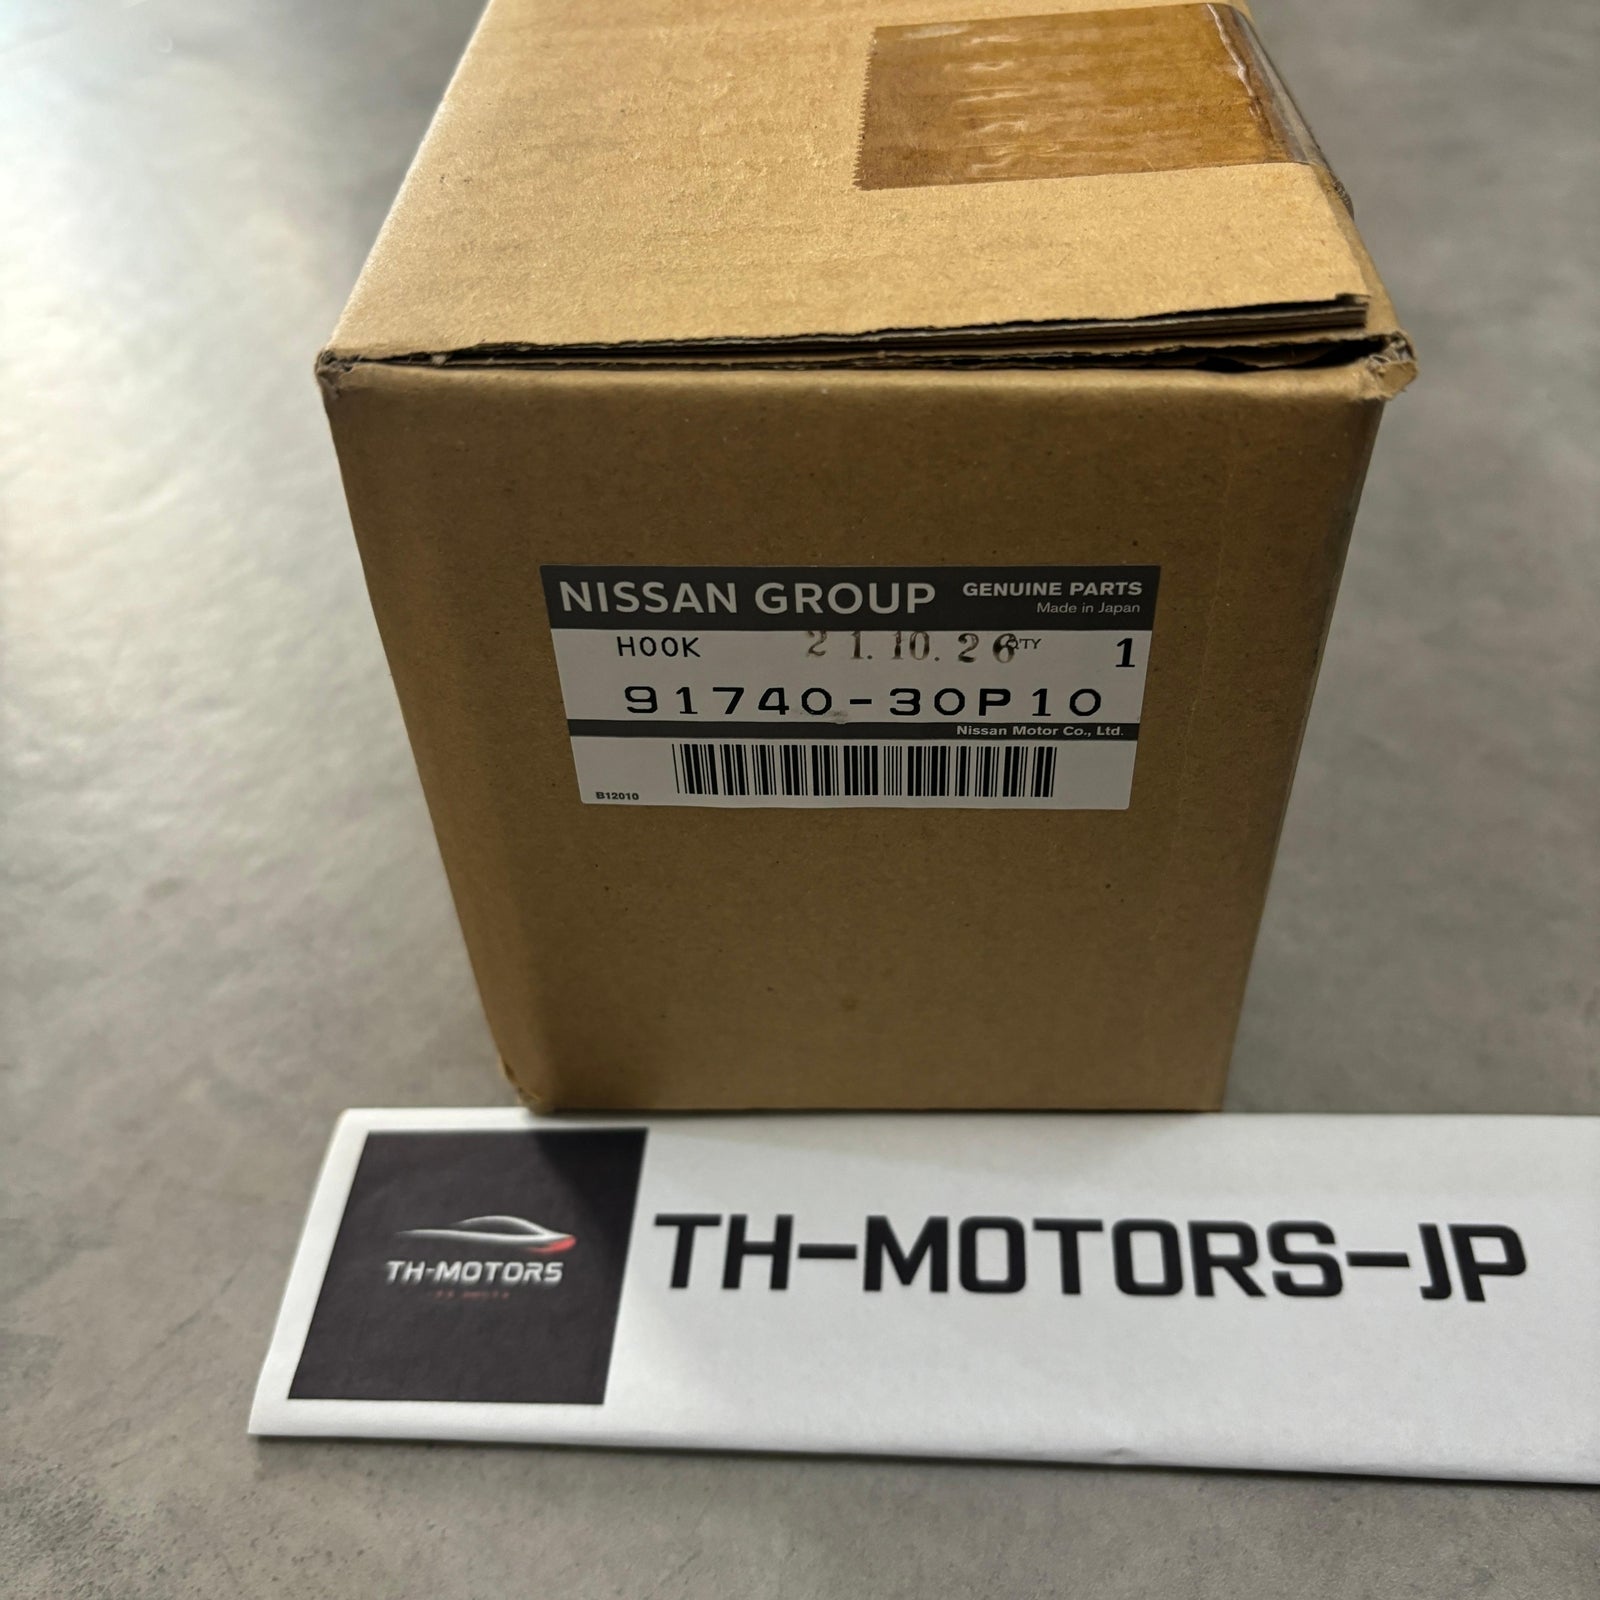 NISSAN GROUP GENUINE PARTS
Made in Japan
HOOK 21.10.26 Q'TY 1
91740-30P10
Nissan Motor Co., Ltd.
B12010
TH-MOTORS
TH-MOTORS-JP